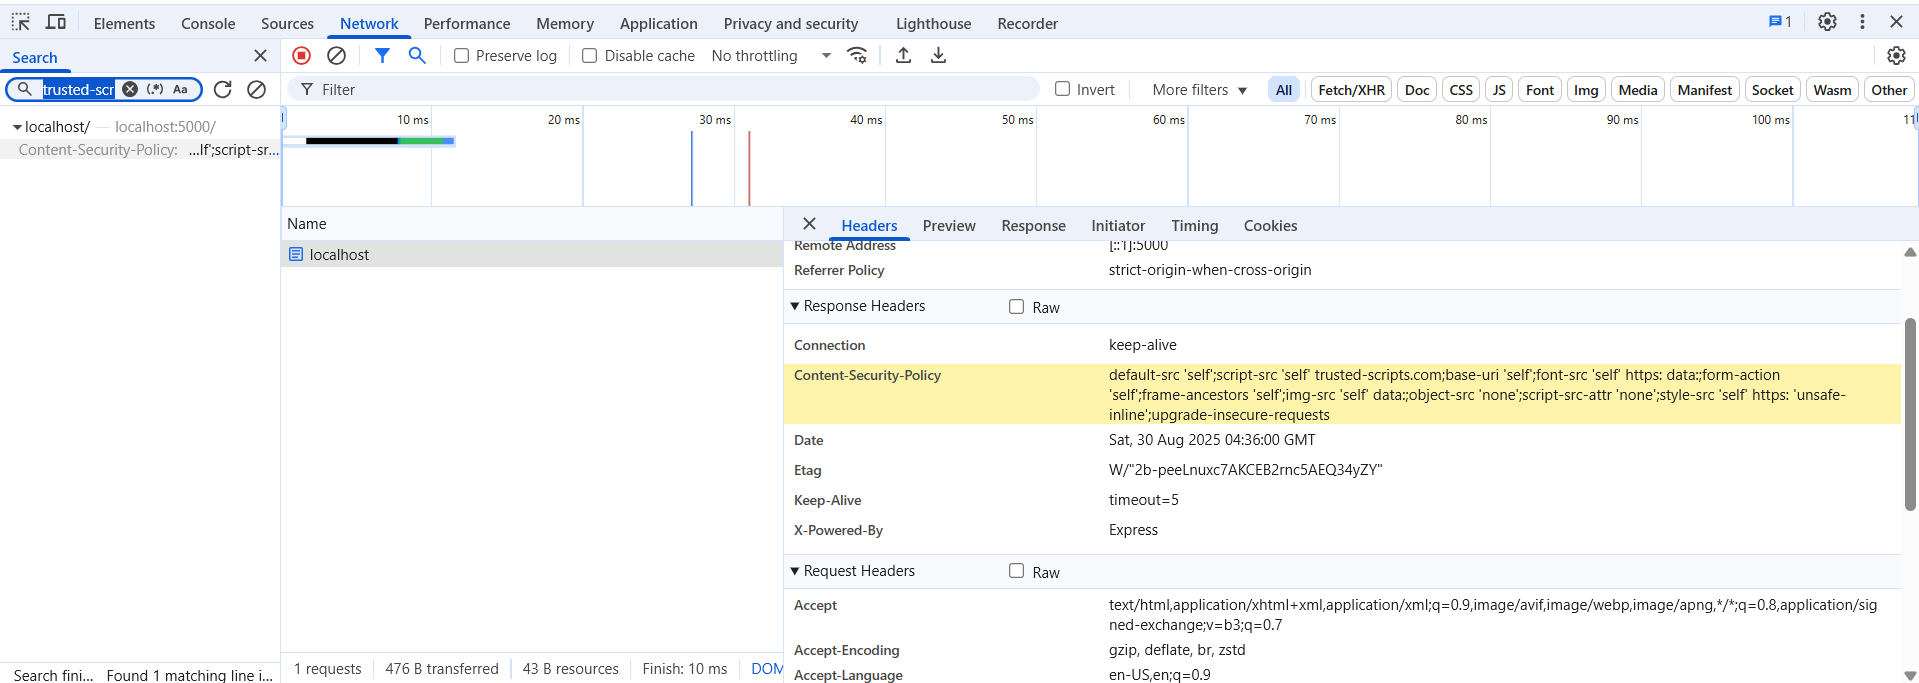 Elements Console Sources Network Performance Memory Application Privacy and security Lighthouse Recorder 1
Search
Preserve log Disable cache No throttling
trusted-scr (.*) Aa
Filter Invert More filters All Fetch/XHR Doc CSS JS Font Img Media Manifest Socket Wasm Other
localhost/ — localhost:5000/
Content-Security-Policy: ...lf';script-sr...
10 ms 20 ms 30 ms 40 ms 50 ms 60 ms 70 ms 80 ms 90 ms 100 ms 11
Name
localhost
Headers Preview Response Initiator Timing Cookies
Remote Address [::1]:5000
Referrer Policy strict-origin-when-cross-origin
Response Headers Raw
Connection keep-alive
Content-Security-Policy default-src 'self';script-src 'self' trusted-scripts.com;base-uri 'self';font-src 'self' https: data:;form-action
'self';frame-ancestors 'self';img-src 'self' data:;object-src 'none';script-src-attr 'none';style-src 'self' https: 'unsafe-
inline';upgrade-insecure-requests
Date Sat, 30 Aug 2025 04:36:00 GMT
Etag W/"2b-peeLnuxc7AKCEB2rnc5AEQ34yZY"
Keep-Alive timeout=5
X-Powered-By Express
Request Headers Raw
Accept text/html,application/xhtml+xml,application/xml;q=0.9,image/avif,image/webp,image/apng,*/*;q=0.8,application/sig
ned-exchange;v=b3;q=0.7
Accept-Encoding gzip, deflate, br, zstd
Accept-Language en-US,en;q=0.9
1 requests 476 B transferred 43 B resources Finish: 10 ms DOM
Search fini... Found 1 matching line i...